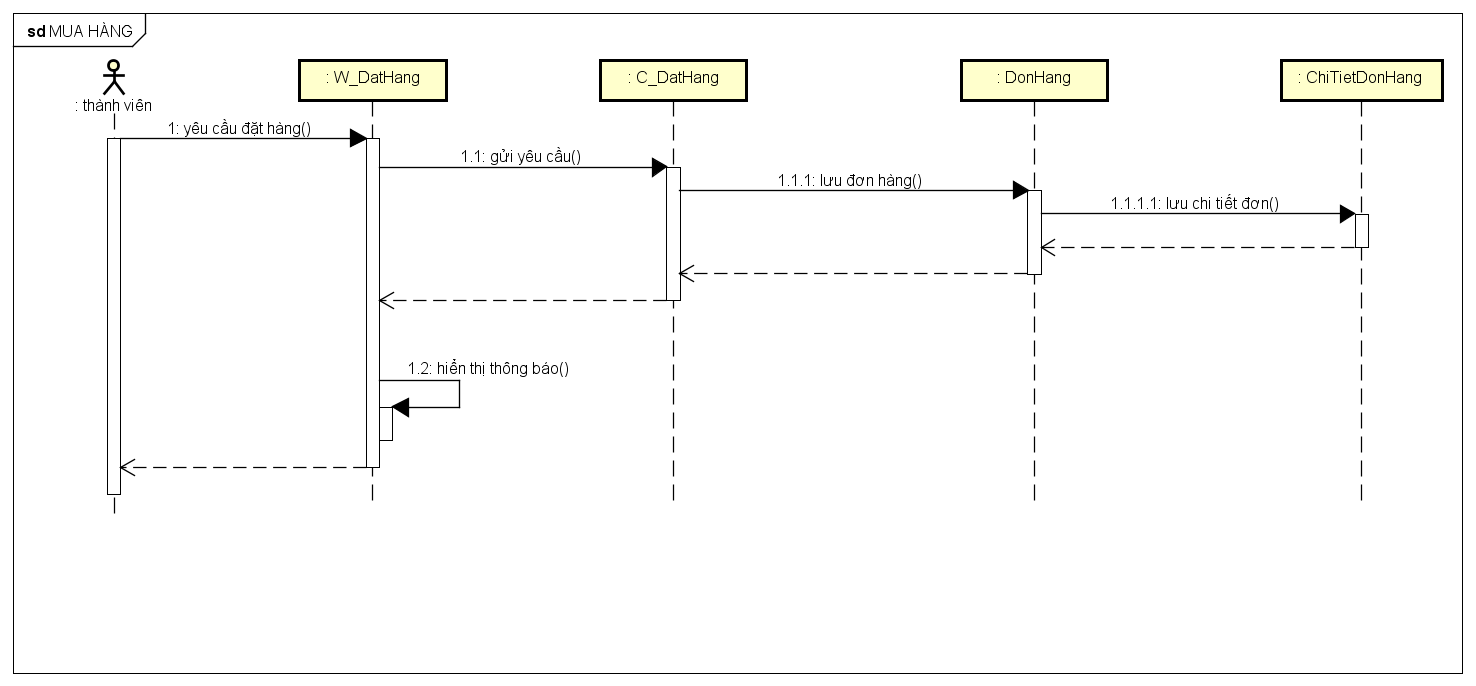 sd MUA HÀNG
: thành viên
: W_DatHang
: C_DatHang
: DonHang
: ChiTietDonHang
1: yêu cầu đặt hàng()
1.1: gửi yêu cầu()
1.1.1: lưu đơn hàng()
1.1.1.1: lưu chi tiết đơn()
1.2: hiển thị thông báo()